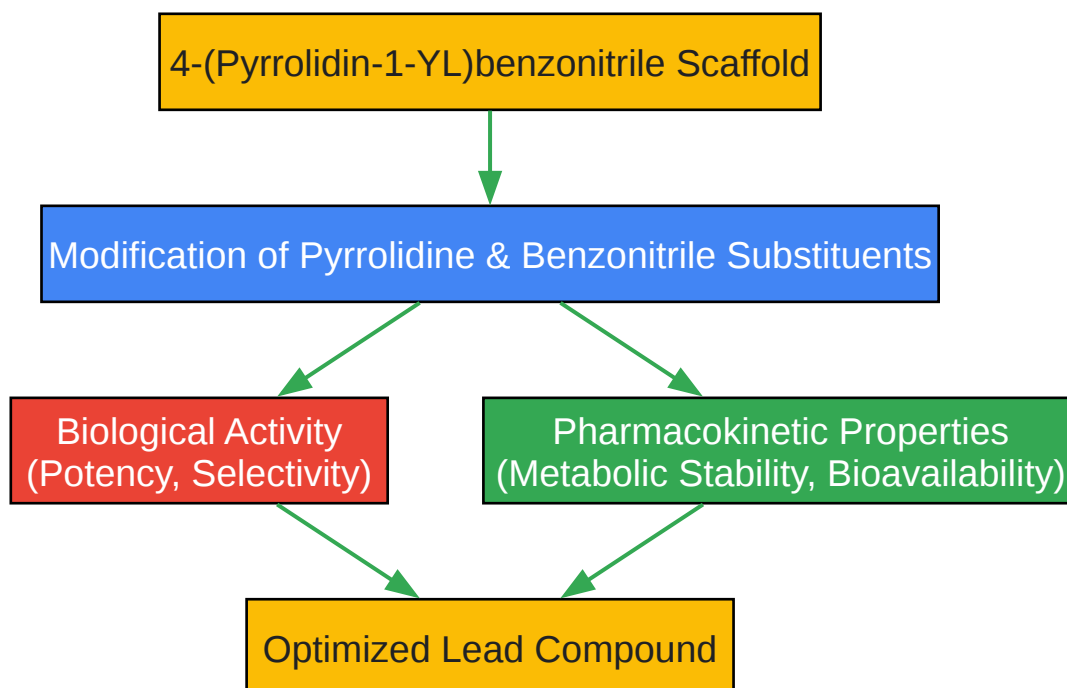 4-(Pyrrolidin-1-YL)benzonitrile Scaffold
Modification of Pyrrolidine & Benzonitrile Substituents
Biological Activity
(Potency, Selectivity)
Pharmacokinetic Properties
(Metabolic Stability, Bioavailability)
Optimized Lead Compound